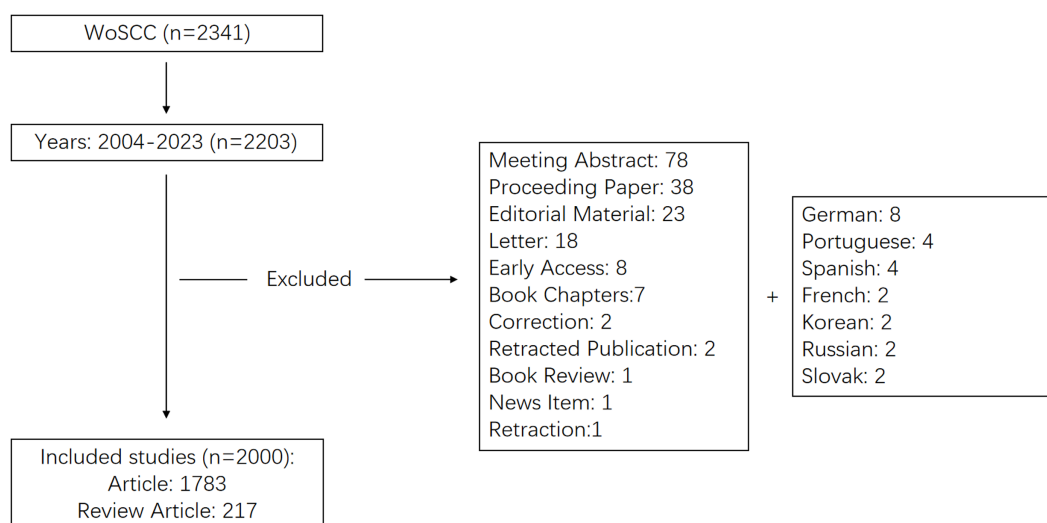 WoSCC (n=2341)
Years: 2004-2023 (n=2203)
Excluded
Meeting Abstract: 78
Proceeding Paper: 38
Editorial Material: 23
Letter: 18
Early Access: 8
Book Chapters:7
Correction: 2
Retracted Publication: 2
Book Review: 1
News Item: 1
Retraction:1
+
German: 8
Portuguese: 4
Spanish: 4
French: 2
Korean: 2
Russian: 2
Slovak: 2
Included studies (n=2000):
Article: 1783
Review Article: 217